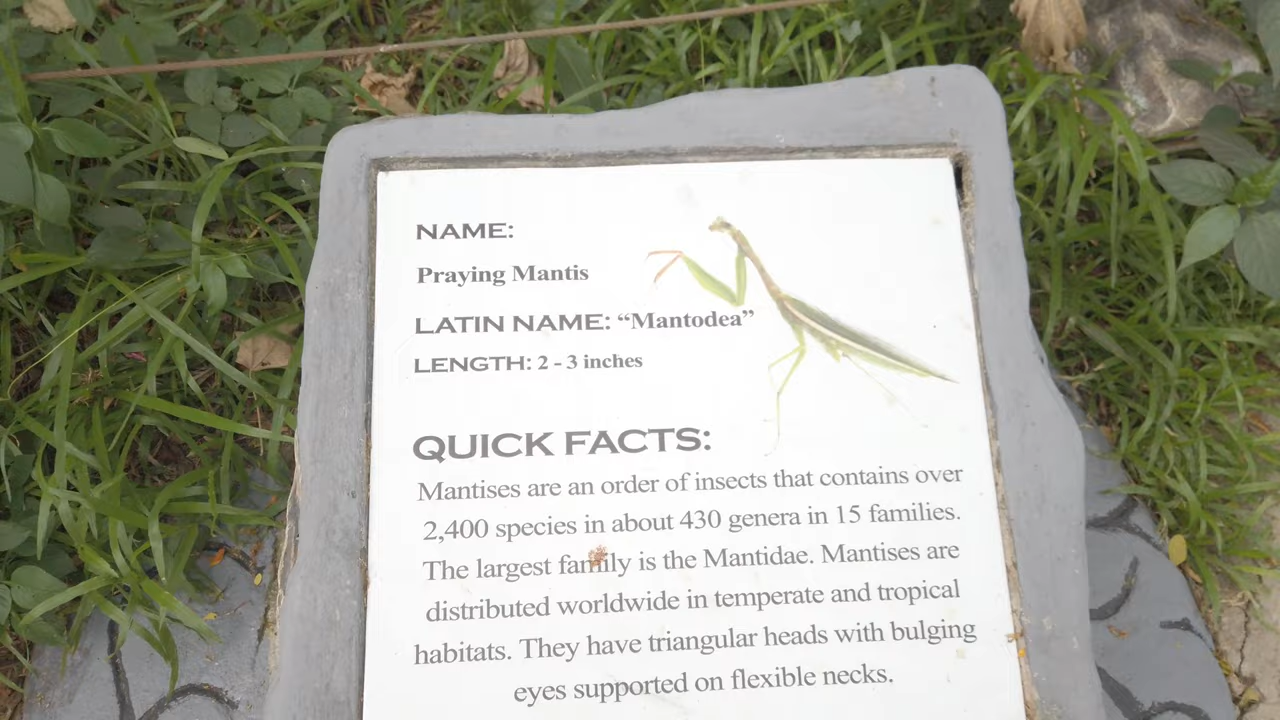 NAME:
Praying Mantis
LATIN NAME: “Mantodea”
LENGTH: 2 - 3 inches
QUICK FACTS:
Mantises are an order of insects that contains over
2,400 species in about 430 genera in 15 families.
The largest family is the Mantidae. Mantises are
distributed worldwide in temperate and tropical
habitats. They have triangular heads with bulging
eyes supported on flexible necks.